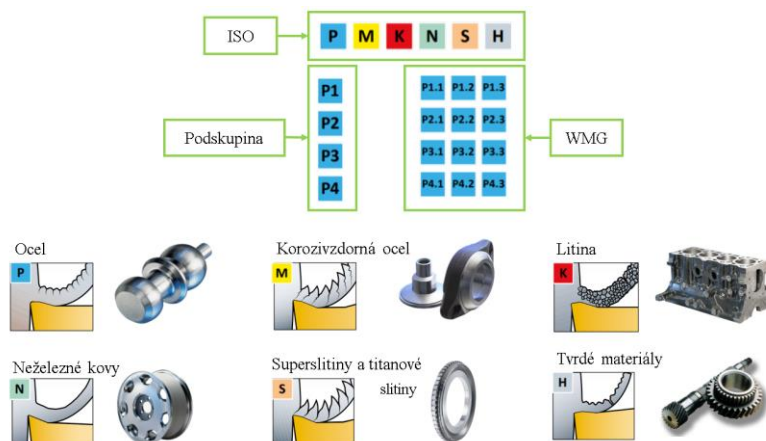 ISO
P M K N S H
P1
P2
P3
P4
Podskupina
P1.1 P1.2 P1.3
P2.1 P2.2 P2.3
P3.1 P3.2 P3.3
P4.1 P4.2 P4.3
WMG
Ocel
P
Korozivzdorná ocel
M
Litina
K
Neželezné kovy
N
Superslitiny a titanové
slitiny
S
Tvrdé materiály
H